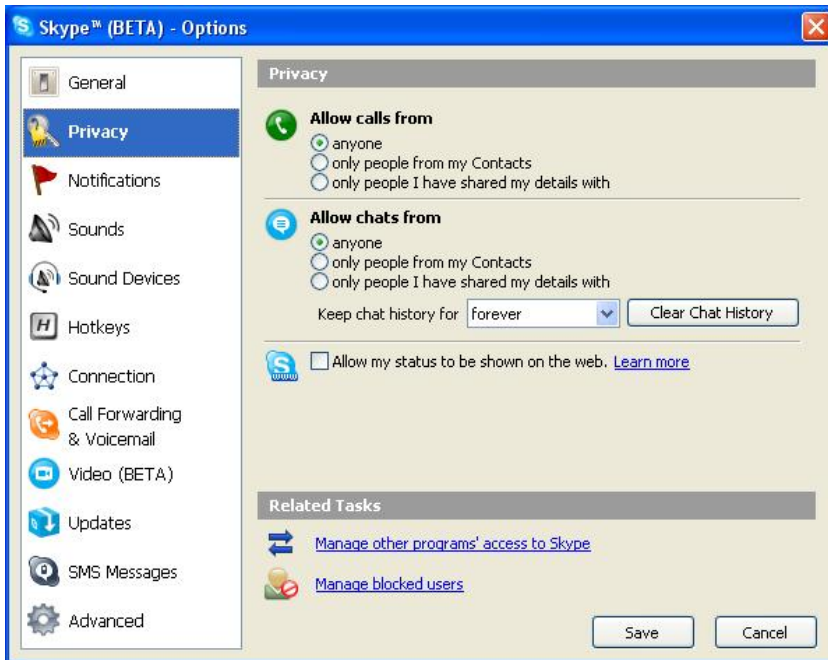 Skype™ (BETA) - Options
General
Privacy
Notifications
Sounds
Sound Devices
H Hotkeys
Connection
Call Forwarding
& Voicemail
Video (BETA)
Updates
SMS Messages
Advanced
Privacy
Allow calls from
anyone
only people from my Contacts
only people I have shared my details with
Allow chats from
anyone
only people from my Contacts
only people I have shared my details with
Keep chat history for forever Clear Chat History
www Allow my status to be shown on the web. Learn more
Related Tasks
Manage other programs' access to Skype
Manage blocked users
Save Cancel